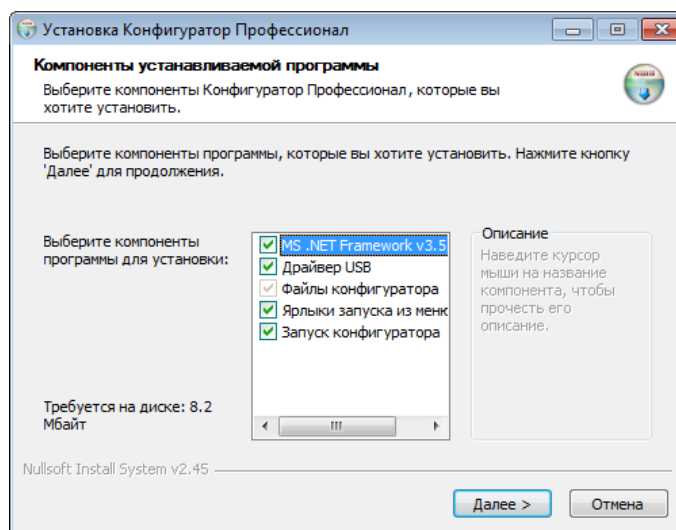 Установка Конфигуратор Профессионал
Компоненты устанавливаемой программы
Выберите компоненты Конфигуратор Профессионал, которые вы
хотите установить.
Выберите компоненты программы, которые вы хотите установить. Нажмите кнопку
'Далее' для продолжения.
Выберите компоненты
программы для установки:
MS .NET Framework v3.5
Драйвер USB
Файлы конфигуратора
Ярлыки запуска из меню
Запуск конфигуратора
Описание
Наведите курсор
мыши на название
компонента, чтобы
прочесть его
описание.
Требуется на диске: 8.2
Мбайт
Nullsoft Install System v2.45
Далее >
Отмена